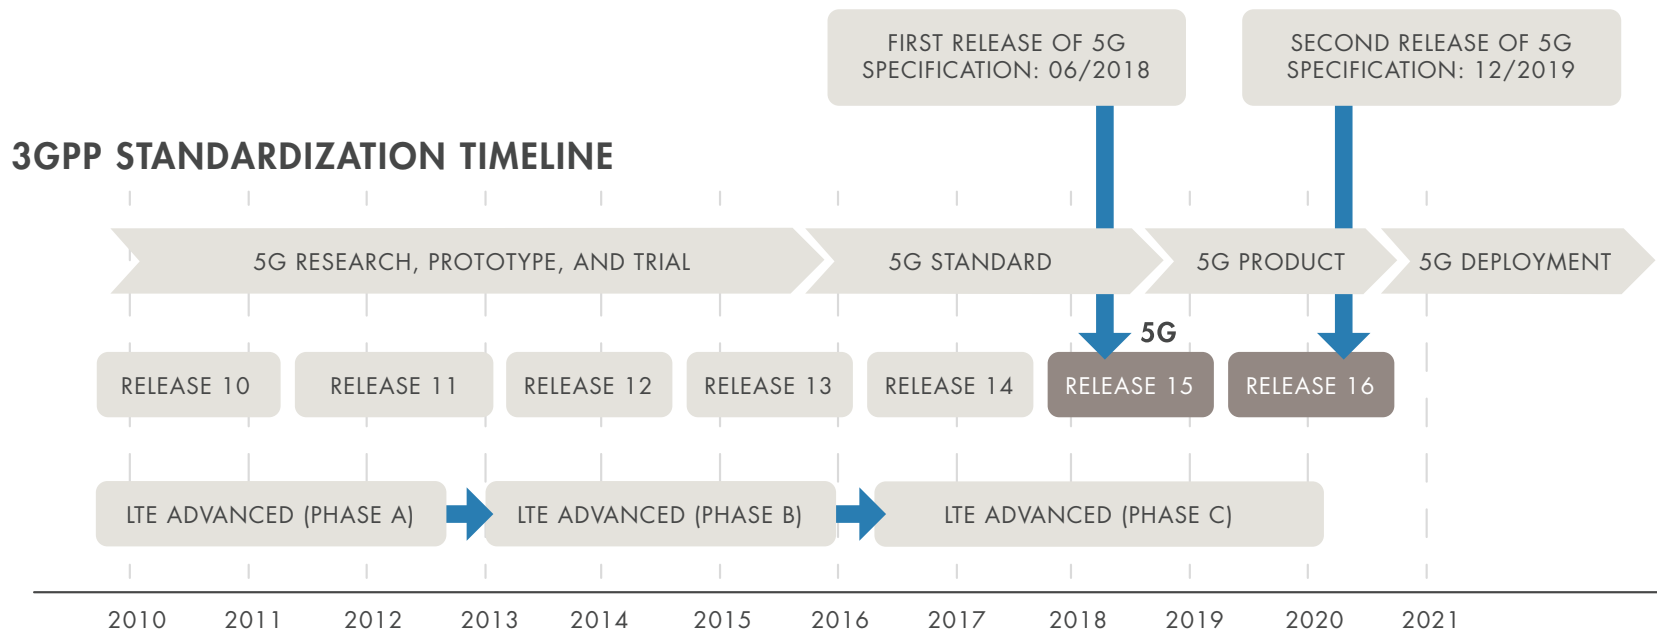 FIRST RELEASE OF 5G
SPECIFICATION: 06/2018
SECOND RELEASE OF 5G
SPECIFICATION: 12/2019
3GPP STANDARDIZATION TIMELINE
5G RESEARCH, PROTOTYPE, AND TRIAL
5G STANDARD
5G PRODUCT
5G DEPLOYMENT
5G
RELEASE 10
RELEASE 11
RELEASE 12
RELEASE 13
RELEASE 14
RELEASE 15
RELEASE 16
LTE ADVANCED (PHASE A)
LTE ADVANCED (PHASE B)
LTE ADVANCED (PHASE C)
2010 2011 2012 2013 2014 2015 2016 2017 2018 2019 2020 2021